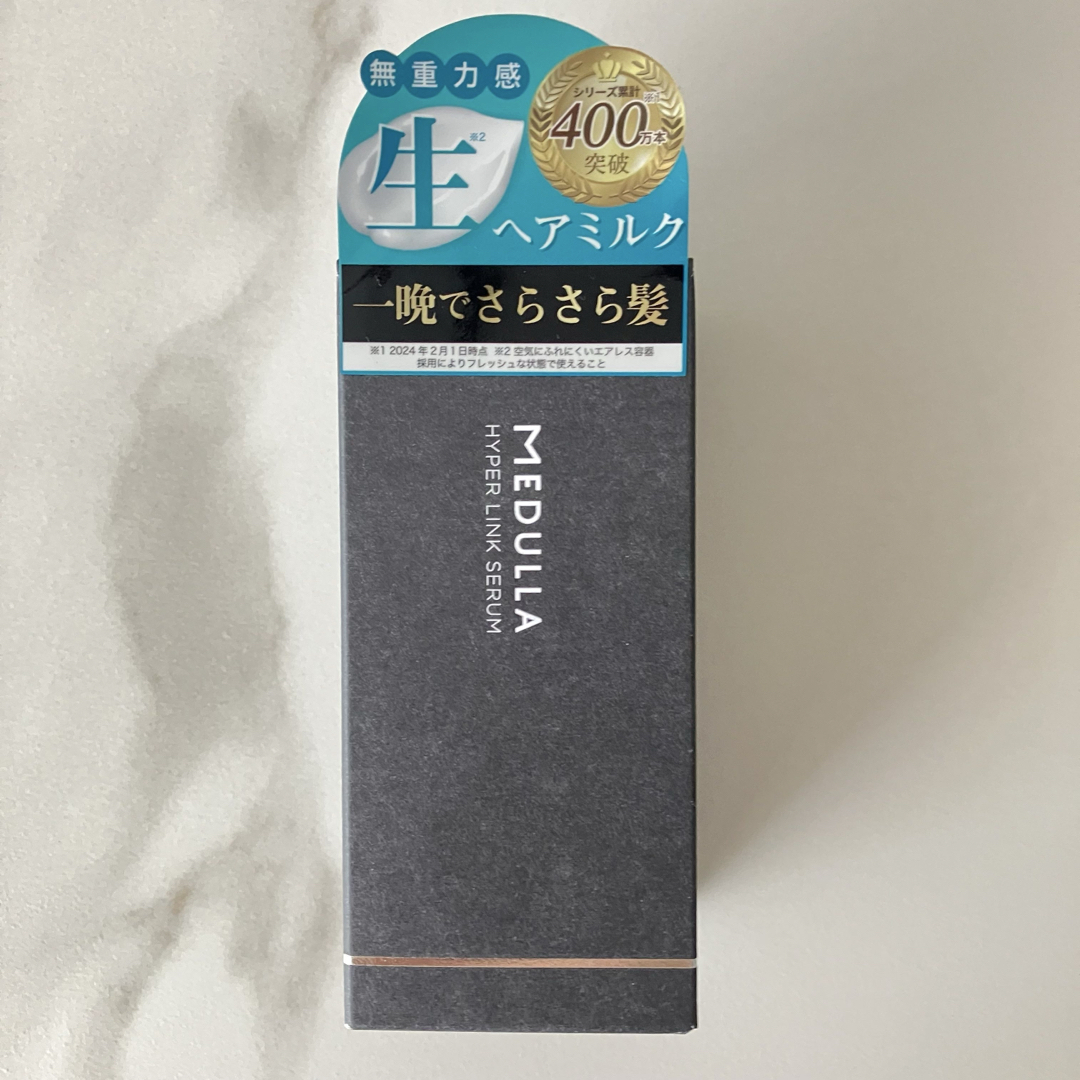 無重力感
シリーズ累計
※1
400万本
突破
生※2
ヘアミルク
一晩でさらさら髪
※1 2024年2月1日時点 ※2 空気にふれにくいエアレス容器
採用によりフレッシュな状態で使えること
MEDULLA
HYPER LINK SERUM